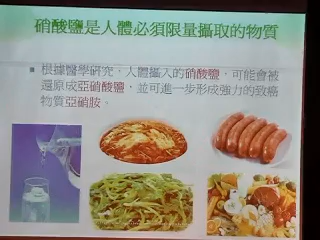 硝酸鹽是人體必須限量攝取的物質
▪ 根據醫學研究，人體攝入的硝酸鹽，可能會被
還原成亞硝酸鹽，並可進一步形成強力的致癌
物質亞硝胺。